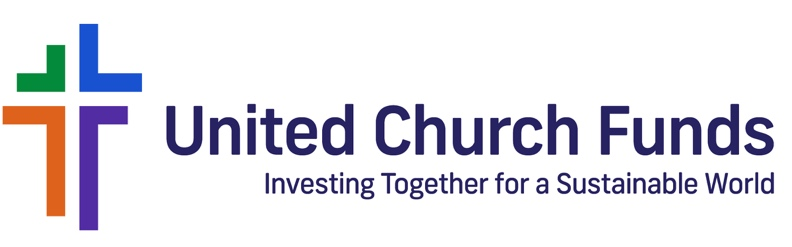 United Church Funds
Investing Together for a Sustainable World